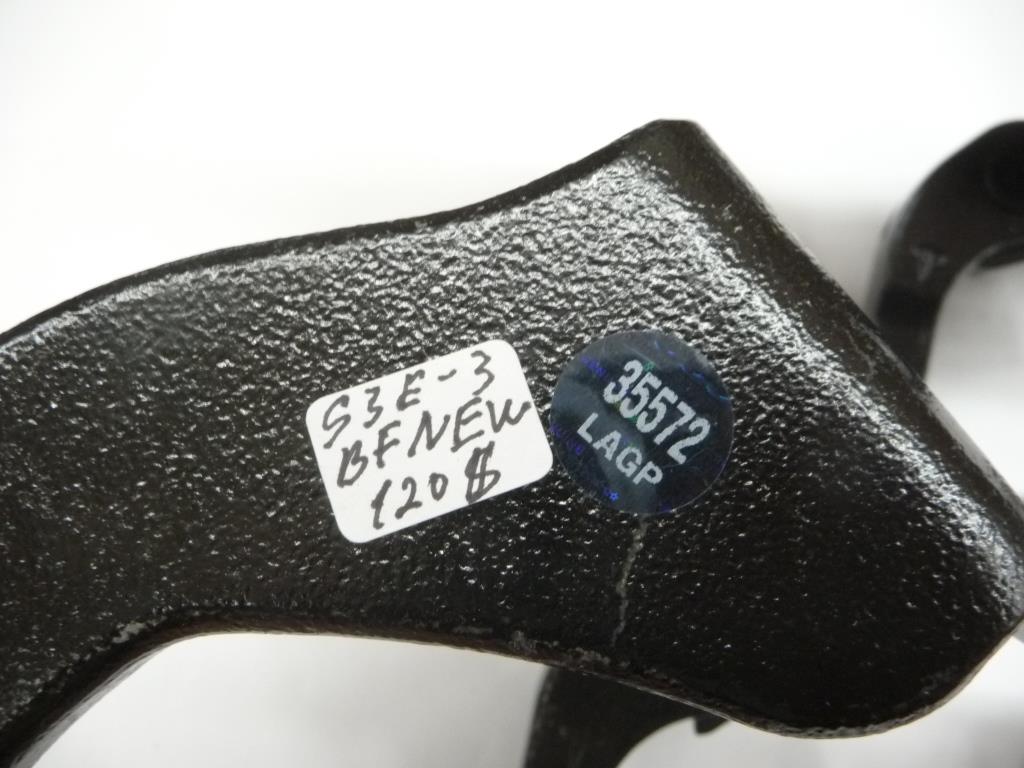 S3E-3
BFNEW
120 $
35572
LAGP